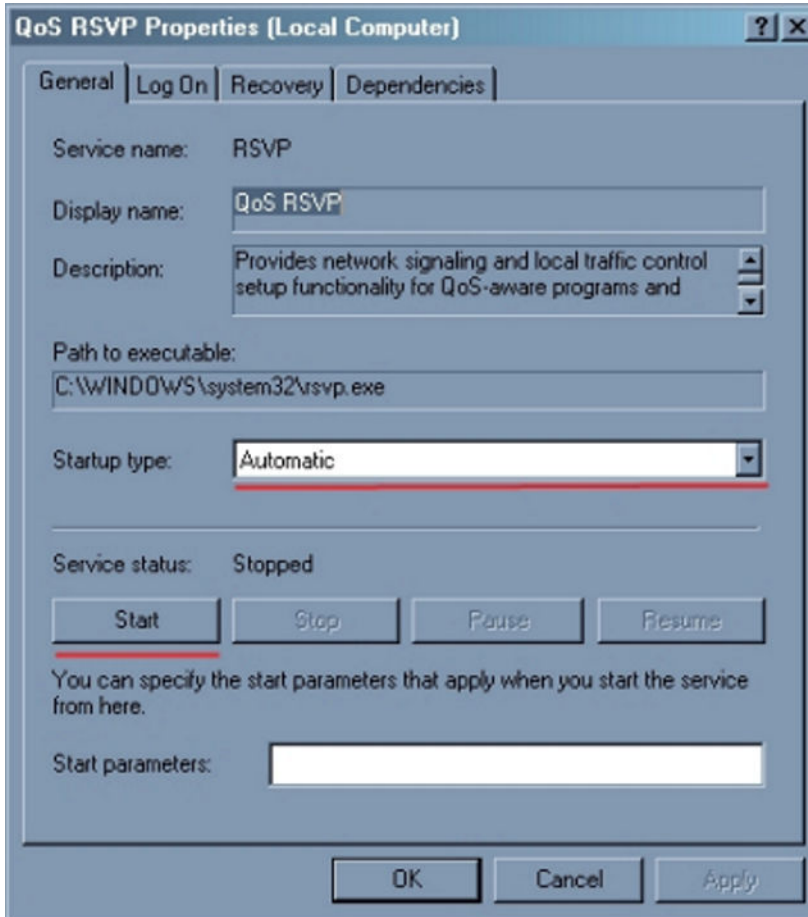 QoS RSVP Properties (Local Computer)
General Log On Recovery Dependencies
Service name: RSVP
Display name: QoS RSVP
Description: Provides network signaling and local traffic control
setup functionality for QoS-aware programs and
Path to executable:
C:\WINDOWS\system32\rsvp.exe
Startup type: Automatic
Service status: Stopped
Start Stop Pause Resume
You can specify the start parameters that apply when you start the service
from here.
Start parameters:
OK Cancel Apply